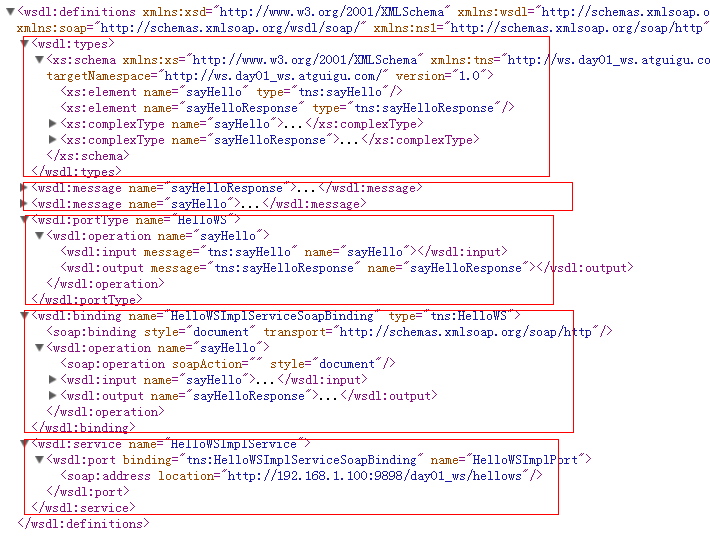 <wsdl:definitions xmlns:xsd="http://www.w3.org/2001/XMLSchema" xmlns:wsdl="http://schemas.xmlsoap.o
xmlns:soap="http://schemas.xmlsoap.org/wsdl/soap/" xmlns:ns1="http://schemas.xmlsoap.org/soap/http"
<wsdl:types>
<xs:schema xmlns:xs="http://www.w3.org/2001/XMLSchema" xmlns:tns="http://ws.day01_ws.atguigu.co
targetNamespace="http://ws.day01_ws.atguigu.com/" version="1.0">
<xs:element name="sayHello" type="tns:sayHello"/>
<xs:element name="sayHelloResponse" type="tns:sayHelloResponse"/>
<xs:complexType name="sayHello">...</xs:complexType>
<xs:complexType name="sayHelloResponse">...</xs:complexType>
</xs:schema>
</wsdl:types>
<wsdl:message name="sayHelloResponse">...</wsdl:message>
<wsdl:message name="sayHello">...</wsdl:message>
<wsdl:portType name="HelloWS">
<wsdl:operation name="sayHello">
<wsdl:input message="tns:sayHello" name="sayHello"></wsdl:input>
<wsdl:output message="tns:sayHelloResponse" name="sayHelloResponse"></wsdl:output>
</wsdl:operation>
</wsdl:portType>
<wsdl:binding name="HelloWSImplServiceSoapBinding" type="tns:HelloWS">
<soap:binding style="document" transport="http://schemas.xmlsoap.org/soap/http"/>
<wsdl:operation name="sayHello">
<soap:operation soapAction="" style="document"/>
<wsdl:input name="sayHello">...</wsdl:input>
<wsdl:output name="sayHelloResponse">...</wsdl:output>
</wsdl:operation>
</wsdl:binding>
<wsdl:service name="HelloWSImplService">
<wsdl:port binding="tns:HelloWSImplServiceSoapBinding" name="HelloWSImplPort">
<soap:address location="http://192.168.1.100:9898/day01_ws/hellows"/>
</wsdl:port>
</wsdl:service>
</wsdl:definitions>